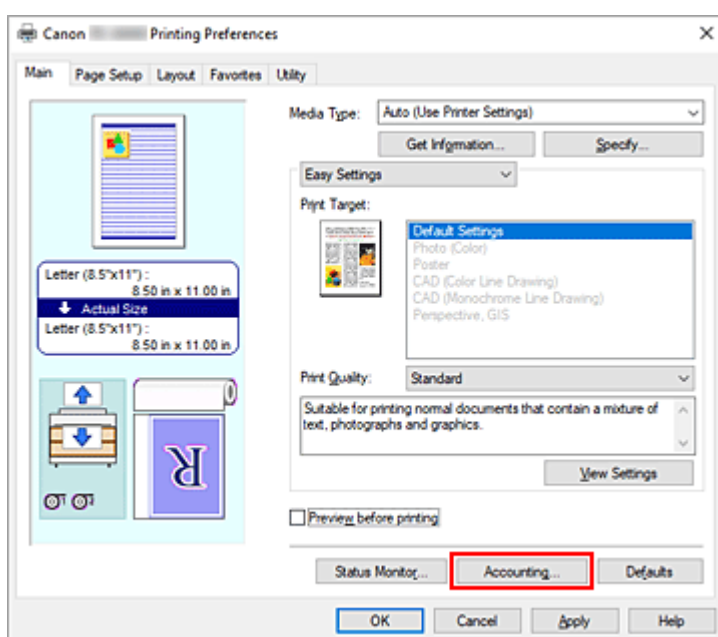 Canon Printing Preferences
Main Page Setup Layout Favorites Utility
Media Type: Auto (Use Printer Settings)
Get Information... Specify...
Easy Settings
Print Target:
Default Settings
Photo (Color)
Poster
CAD (Color Line Drawing)
CAD (Monochrome Line Drawing)
Perspective, GIS
Letter (8.5"x11") :
8.50 in x 11.00 in
Actual Size
Letter (8.5"x11") :
8.50 in x 11.00 in
Print Quality: Standard
Suitable for printing normal documents that contain a mixture of
text, photographs and graphics.
View Settings
R
Preview before printing
Status Monitor... Accounting... Defaults
OK Cancel Apply Help